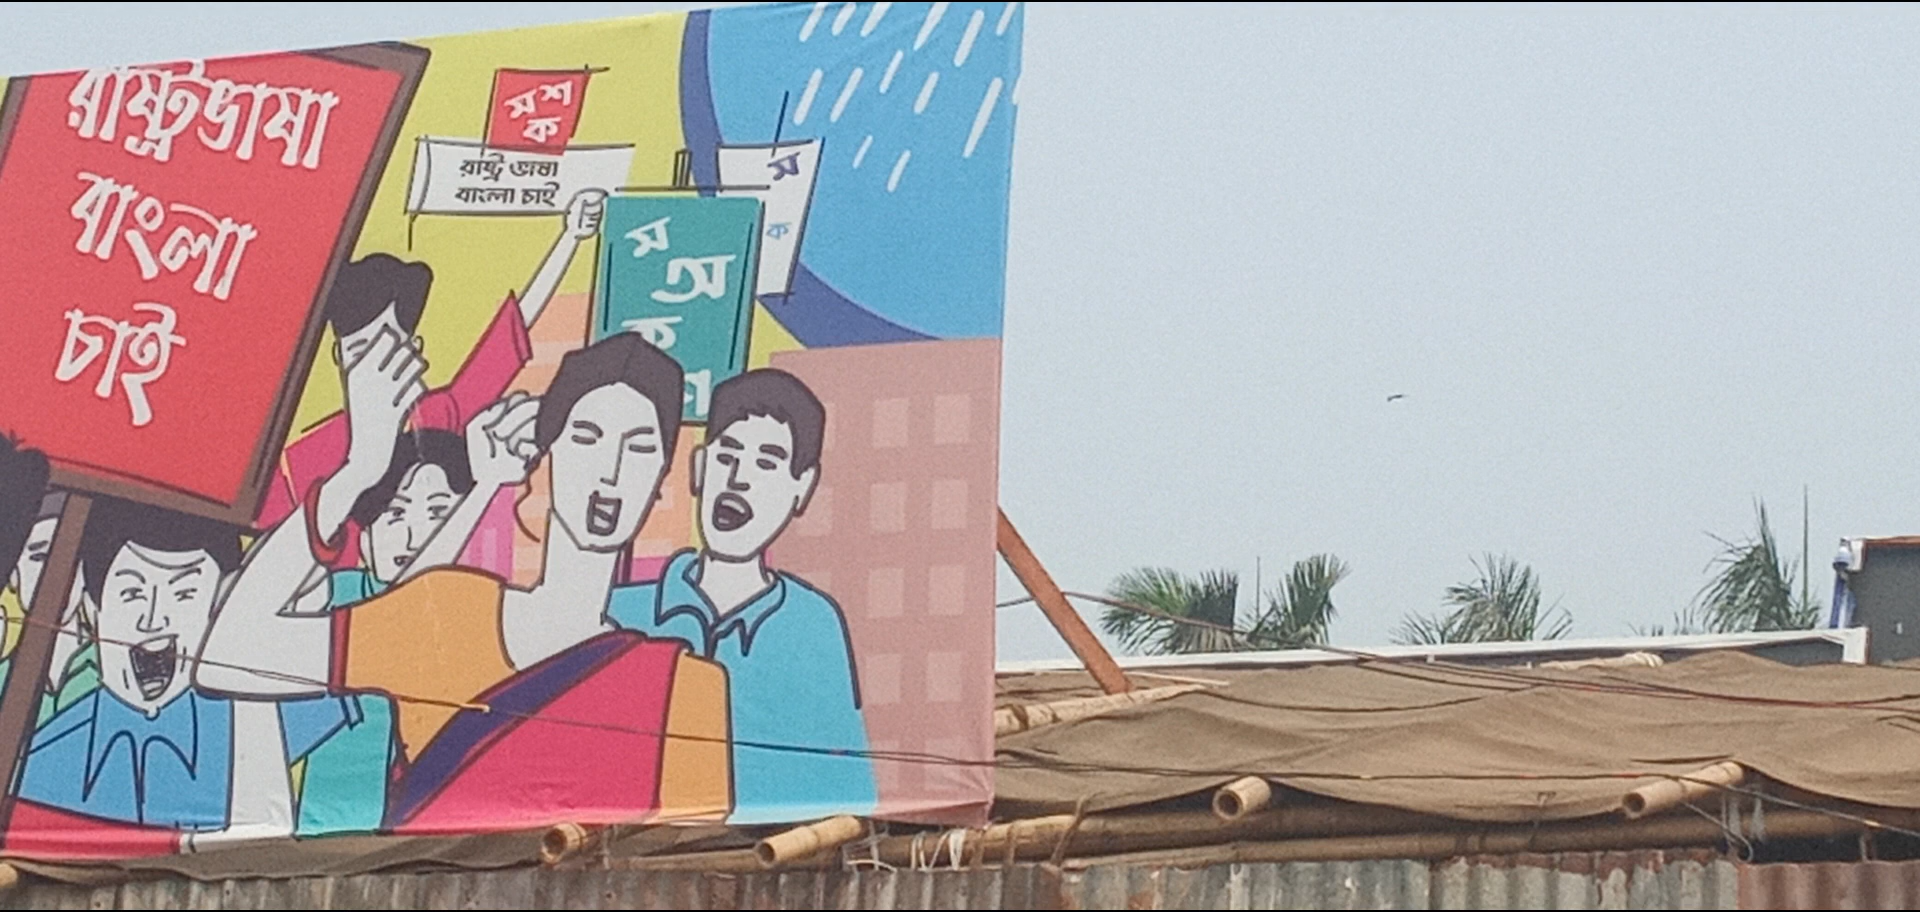 রাষ্ট্রভাষা
বাংলা
চাই
স শ
ক
রাষ্ট্র ভাষা
বাংলা চাই
স
ক
স
অ
ক